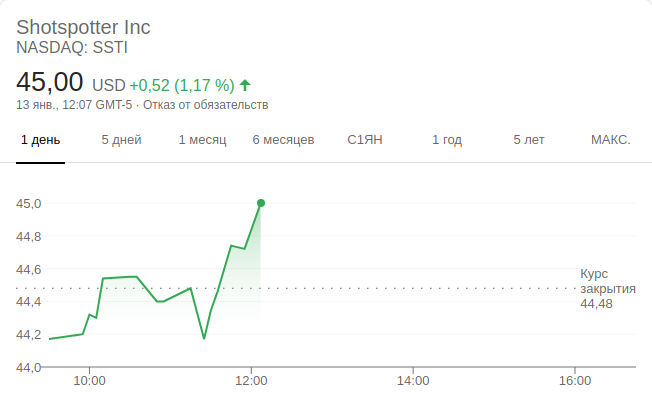 Shotspotter Inc
NASDAQ: SSTI
45,00 USD +0,52 (1,17 %)
13 янв., 12:07 GMT-5 · Отказ от обязательств
1 день 5 дней 1 месяц 6 месяцев С1ЯН 1 год 5 лет МАКС.
45,0
44,8
44,6
44,4
44,2
44,0
Курс
закрытия
44,48
10:00 12:00 14:00 16:00